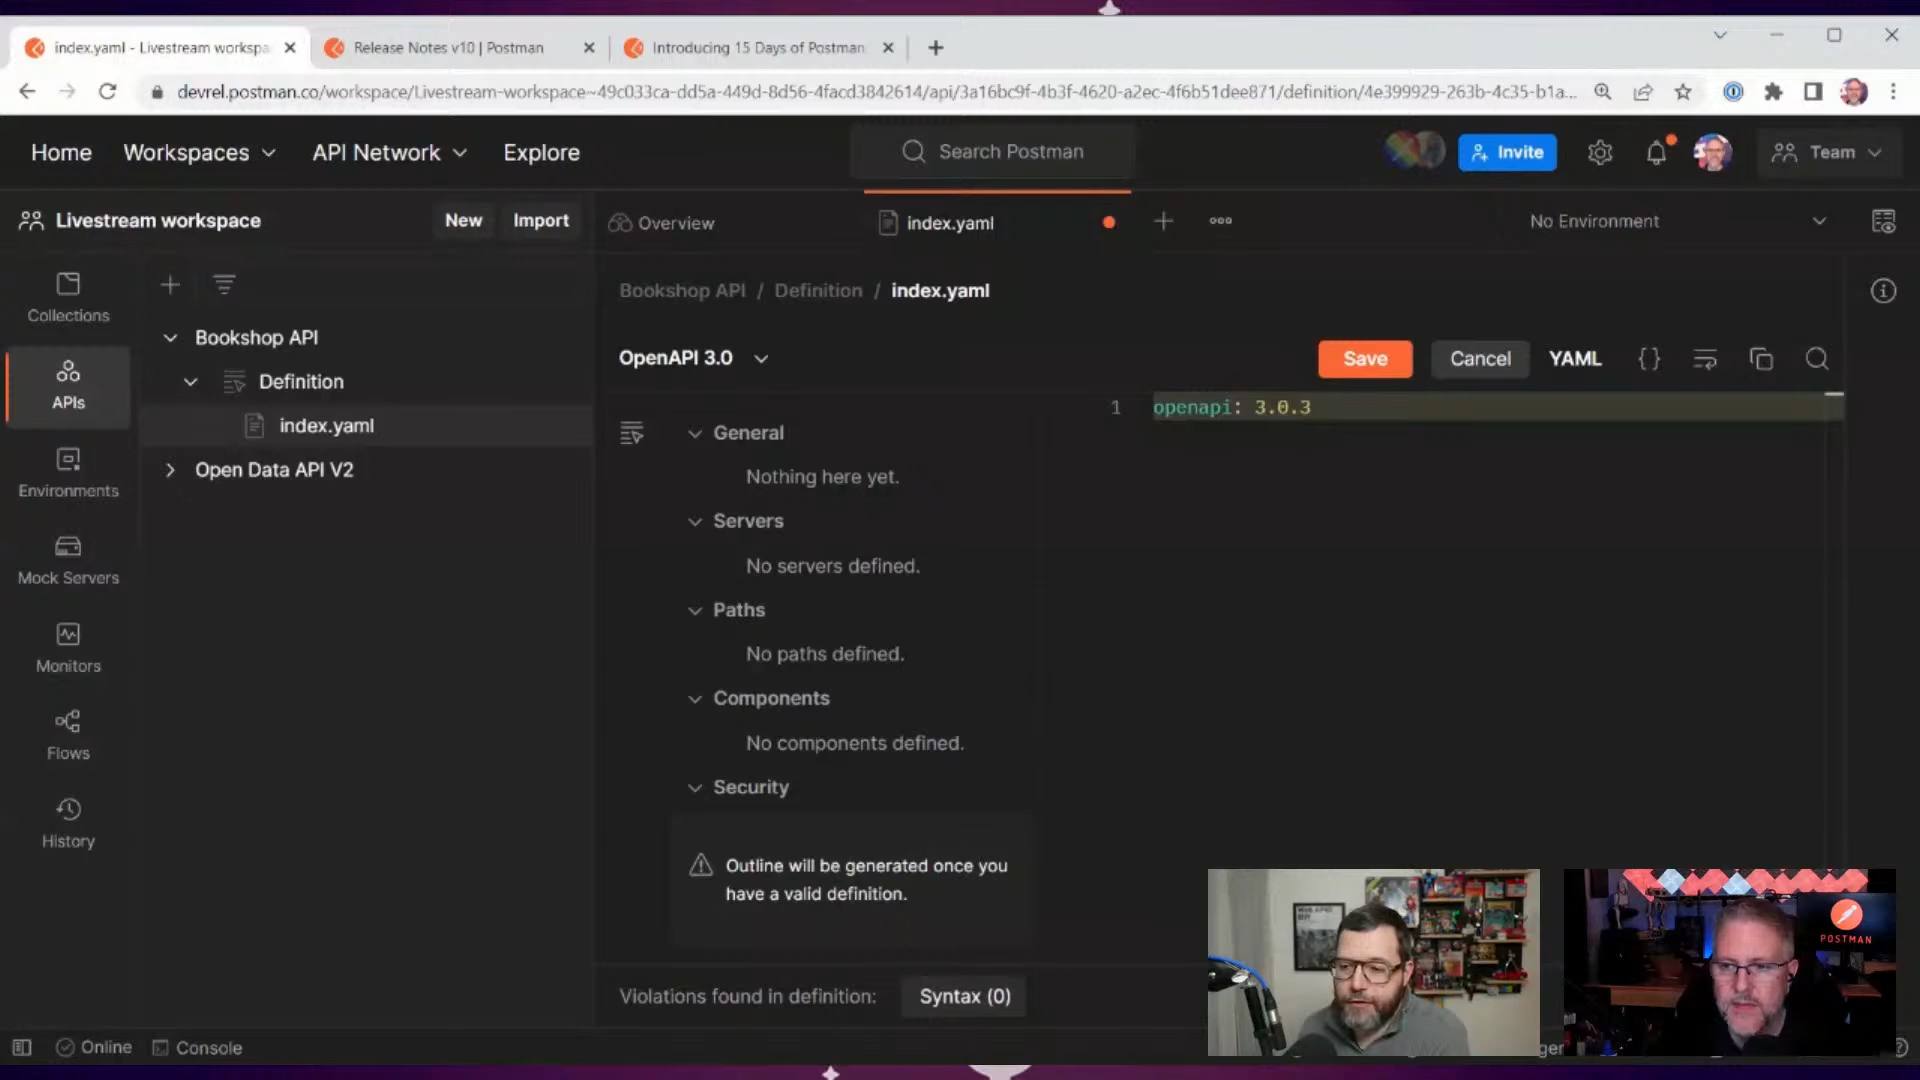 index.yaml - Livestream workspa
Release Notes v10 | Postman
Introducing 15 Days of Postman
devrel.postman.co/workspace/Livestream-workspace~49c033ca-dd5a-449d-8d56-4facd3842614/api/3a16bc9f-4b3f-4620-a2ec-4f6b51dee871/definition/4e399929-263b-4c35-b1a...
Home
Workspaces
API Network
Explore
Search Postman
Invite
Team
Livestream workspace
New
Import
Overview
index.yaml
No Environment
Collections
APIs
Environments
Mock Servers
Monitors
Flows
History
Bookshop API
Definition
index.yaml
Open Data API V2
Bookshop API / Definition / index.yaml
OpenAPI 3.0
Save
Cancel
YAML
1 openapi: 3.0.3
General
Nothing here yet.
Servers
No servers defined.
Paths
No paths defined.
Components
No components defined.
Security
Outline will be generated once you
have a valid definition.
Violations found in definition:
Syntax (0)
POSTMAN
Online
Console